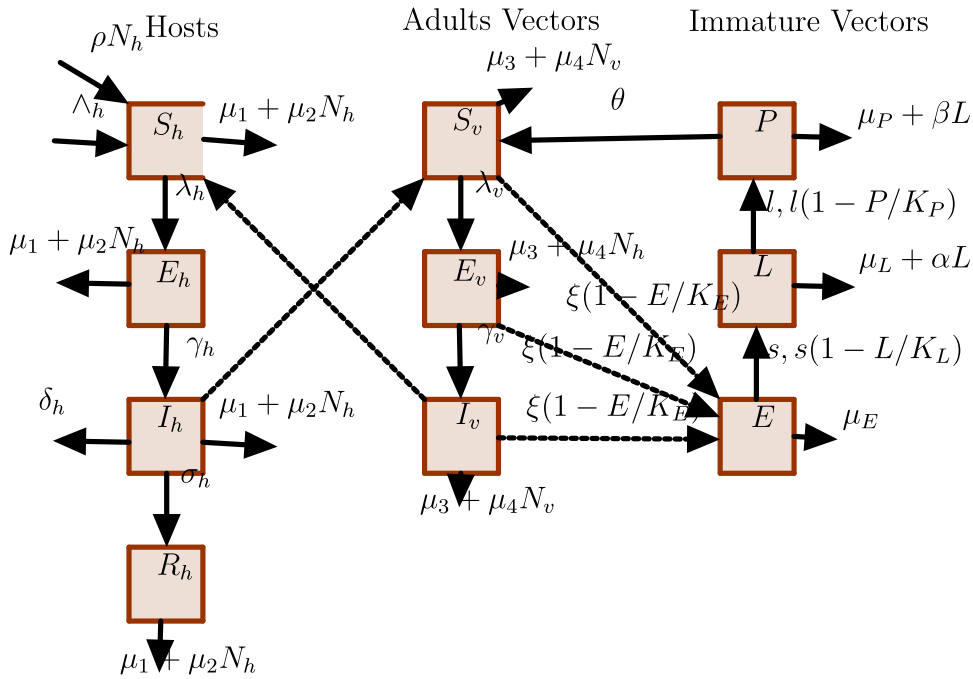 Hosts
Adults Vectors
Immature Vectors
ρN_h
μ_3 + μ_4N_v
∧_h
μ_1 + μ_2N_h
θ
S_h
S_v
P
μ_P + βL
λ_h
λ_v
l, l(1 − P/K_P)
μ_1 + μ_2N_h
μ_3 + μ_4N_h
E_h
E_v
L
μ_L + αL
ξ(1 − E/K_E)
γ_h
γ_v
ξ(1 − E/K_E)
s, s(1 − L/K_L)
δ_h
μ_1 + μ_2N_h
ξ(1 − E/K_E)
I_h
I_v
E
μ_E
σ_h
μ_3 + μ_4N_v
R_h
μ_1 + μ_2N_h